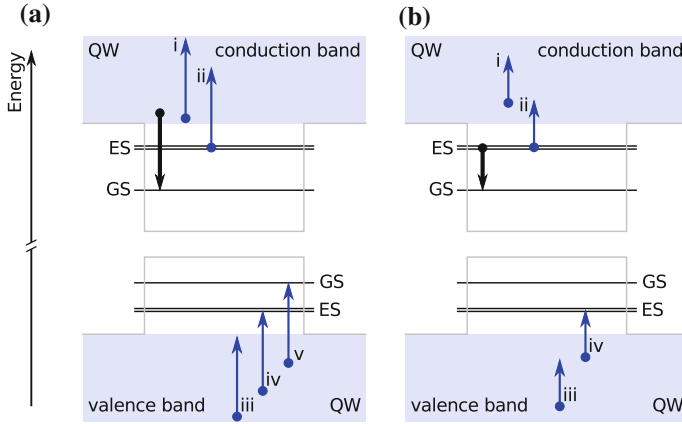 (a)
(b)
Energy
QW
i
conduction band
ii
ES
GS
GS
ES
v
iv
iii
valence band
QW
QW
conduction band
i
ii
ES
GS
GS
ES
iv
iii
valence band
QW